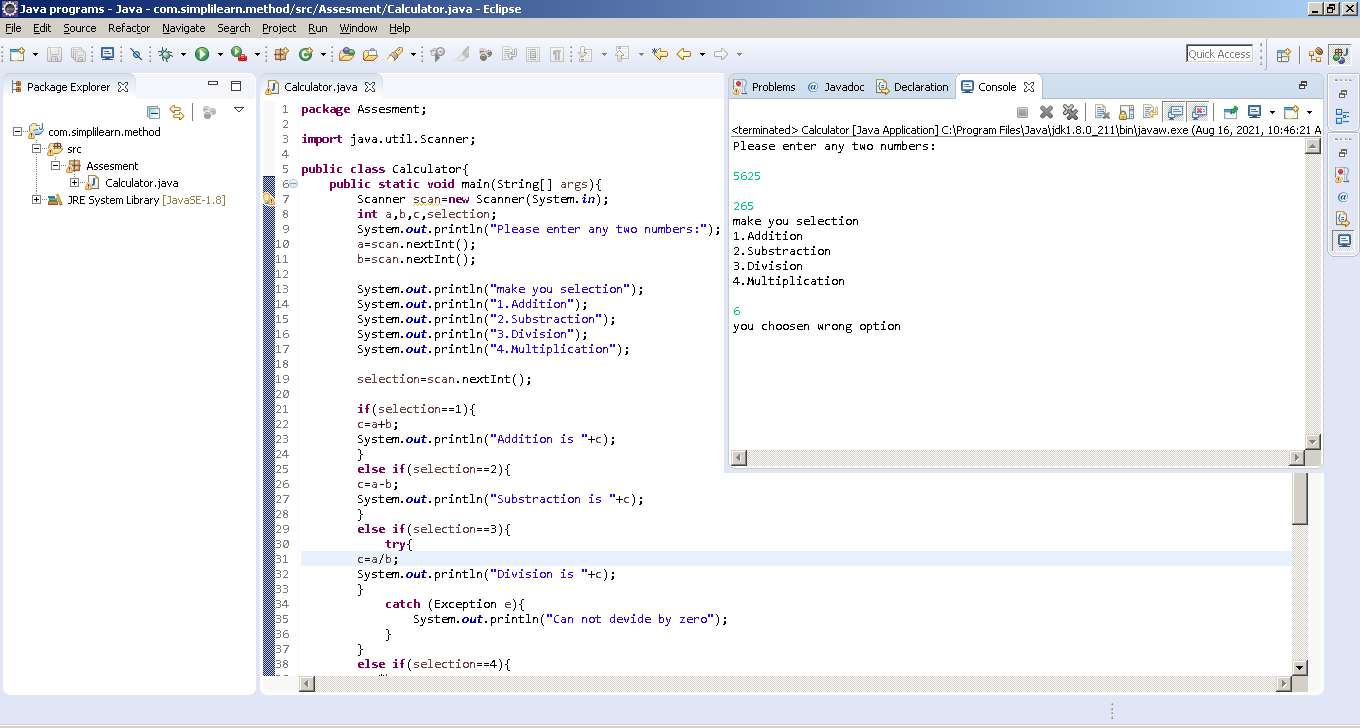 Java programs - Java - com.simplilearn.method/src/Assesment/Calculator.java - Eclipse
File Edit Source Refactor Navigate Search Project Run Window Help
Quick Access
Package Explorer
com.simplilearn.method
src
Assesment
Calculator.java
JRE System Library [JavaSE-1.8]
Calculator.java
1 package Assesment;
2
3 import java.util.Scanner;
4
5 public class Calculator{
6 public static void main(String[] args){
7 Scanner scan=new Scanner(System.in);
8 int a,b,c,selection;
9 System.out.println("Please enter any two numbers:");
10 a=scan.nextInt();
11 b=scan.nextInt();
12
13 System.out.println("make you selection");
14 System.out.println("1.Addition");
15 System.out.println("2.Substraction");
16 System.out.println("3.Division");
17 System.out.println("4.Multiplication");
18
19 selection=scan.nextInt();
20
21 if(selection==1){
22 c=a+b;
23 System.out.println("Addition is "+c);
24 }
25 else if(selection==2){
26 c=a-b;
27 System.out.println("Substraction is "+c);
28 }
29 else if(selection==3){
30 try{
31 c=a/b;
32 System.out.println("Division is "+c);
33 }
34 catch (Exception e){
35 System.out.println("Can not devide by zero");
36 }
37 }
38 else if(selection==4){
Problems @ Javadoc Declaration Console
<terminated> Calculator [Java Application] C:\Program Files\Java\jdk1.8.0_211\bin\javaw.exe (Aug 16, 2021, 10:46:21 A
Please enter any two numbers:
5625
265
make you selection
1.Addition
2.Substraction
3.Division
4.Multiplication
6
you choosen wrong option